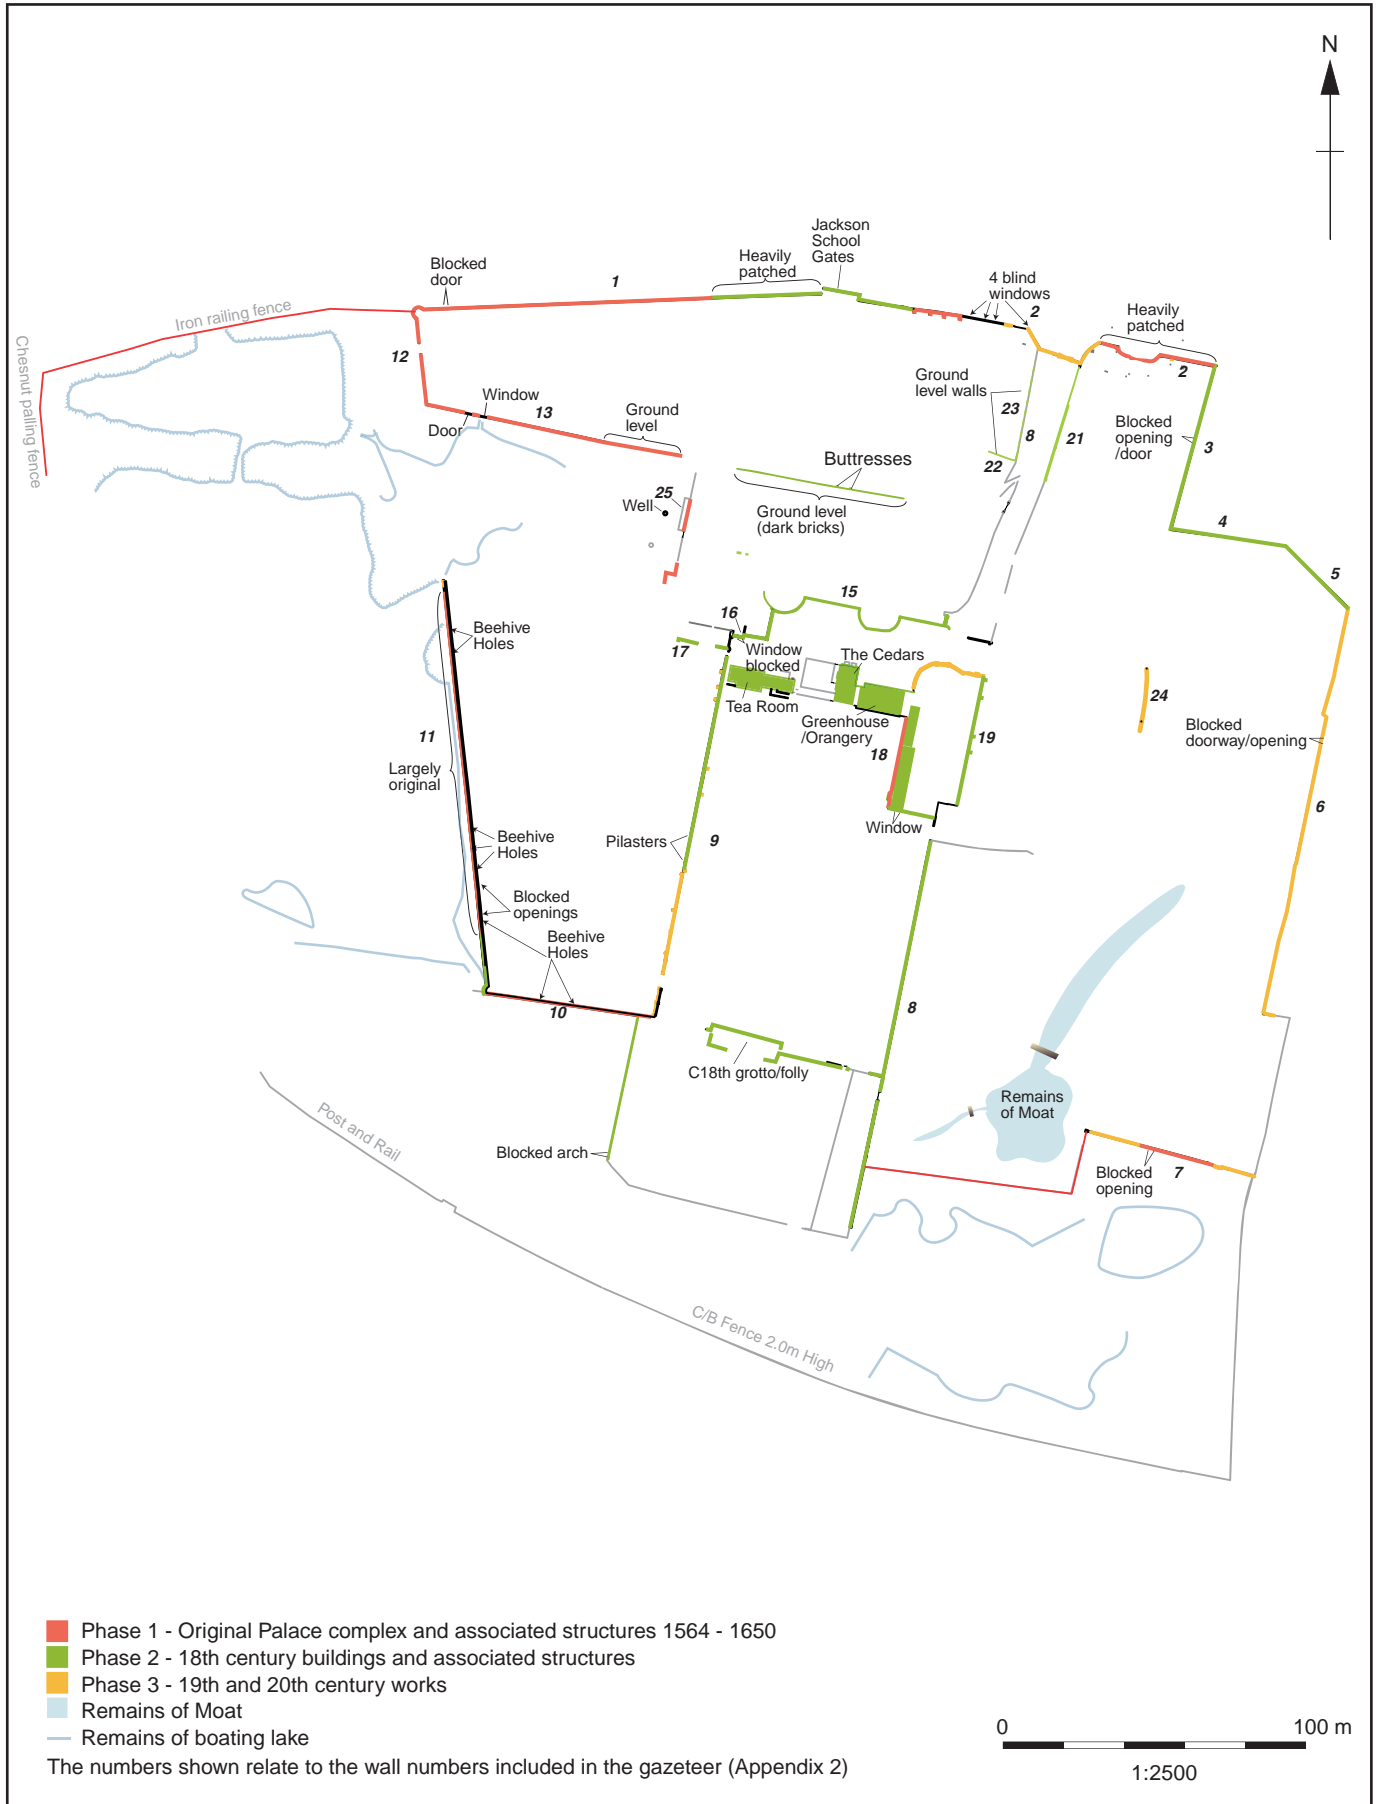 N
Jackson
School
Gates
Heavily
patched
Blocked
door
1
4 blind
windows
2
Heavily
patched
Iron railing fence
Chesnut palling fence
12
Window
13
Door
Ground
level
Ground
level walls
23
8
21
22
2
Blocked
opening
/door
3
Buttresses
25
Well
Ground level
(dark bricks)
4
5
15
16
17
Beehive
Holes
Window
blocked
The Cedars
Tea Room
Greenhouse
/Orangery
18
19
24
Blocked
doorway/opening
11
Largely
original
6
Window
Pilasters
9
Beehive
Holes
Blocked
openings
Beehive
Holes
10
8
C18th grotto/folly
Remains
of Moat
Post and Rail
Blocked arch
Blocked
opening
7
C/B Fence 2.0m High
Phase 1 - Original Palace complex and associated structures 1564 - 1650
Phase 2 - 18th century buildings and associated structures
Phase 3 - 19th and 20th century works
Remains of Moat
Remains of boating lake
The numbers shown relate to the wall numbers included in the gazeteer (Appendix 2)
0 100 m
1:2500